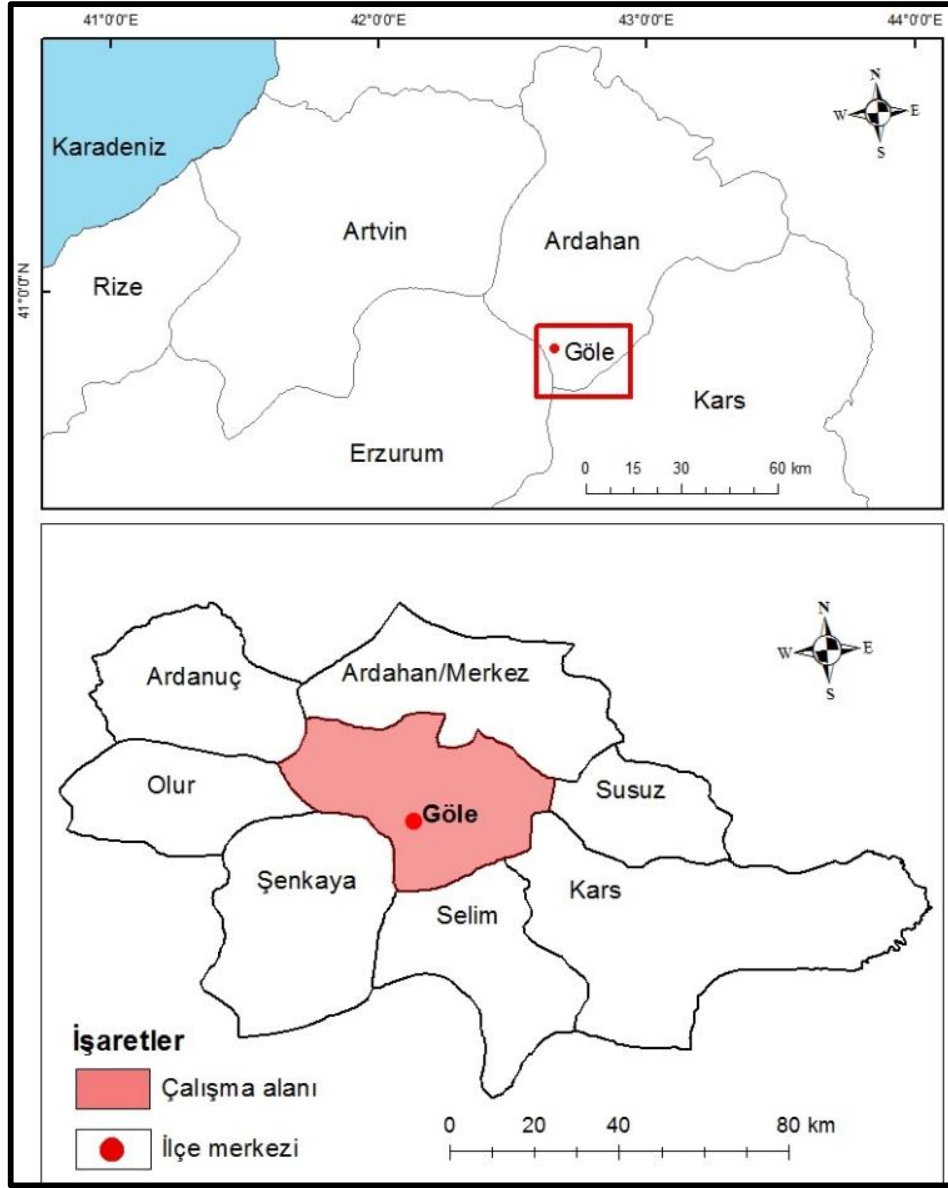 41°0'0"E 42°0'0"E 43°0'0"E 44°0'0"E
N
W E
S
Karadeniz
Artvin
Ardahan
Rize
41°0'0"N
Göle
Kars
Erzurum
0 15 30 60 km
N
W E
S
Ardanuç
Ardahan/Merkez
Olur
Susuz
Göle
Şenkaya
Kars
Selim
İşaretler
Çalışma alanı
İlçe merkezi
0 20 40 80 km